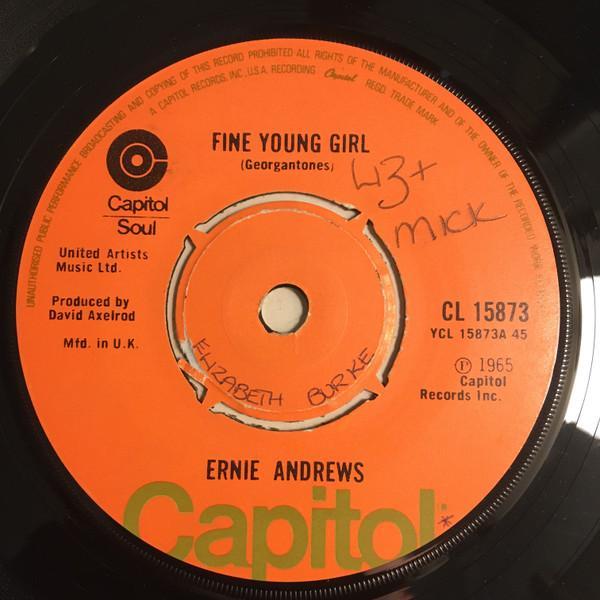 UNAUTHORISED PUBLIC PERFORMANCE BROADCASTING AND COPYING OF THIS RECORD PROHIBITED ALL RIGHTS OF THE MANUFACTURER AND OF THE OWNER OF THE RECORDED WORK
A CAPITOL RECORDS, INC., U.S.A. RECORDING Capitol REGD. TRADE MARK
FINE YOUNG GIRL
(Georgantones)
Capitol
Soul
MICK
United Artists
Music Ltd.
Produced by
David Axelrod
Mfd. in U.K.
CL 15873
YCL 15873A 45
Ⓟ 1965
Capitol
Records Inc.
ELIZABETH BURKE
ERNIE ANDREWS
Capitol
*